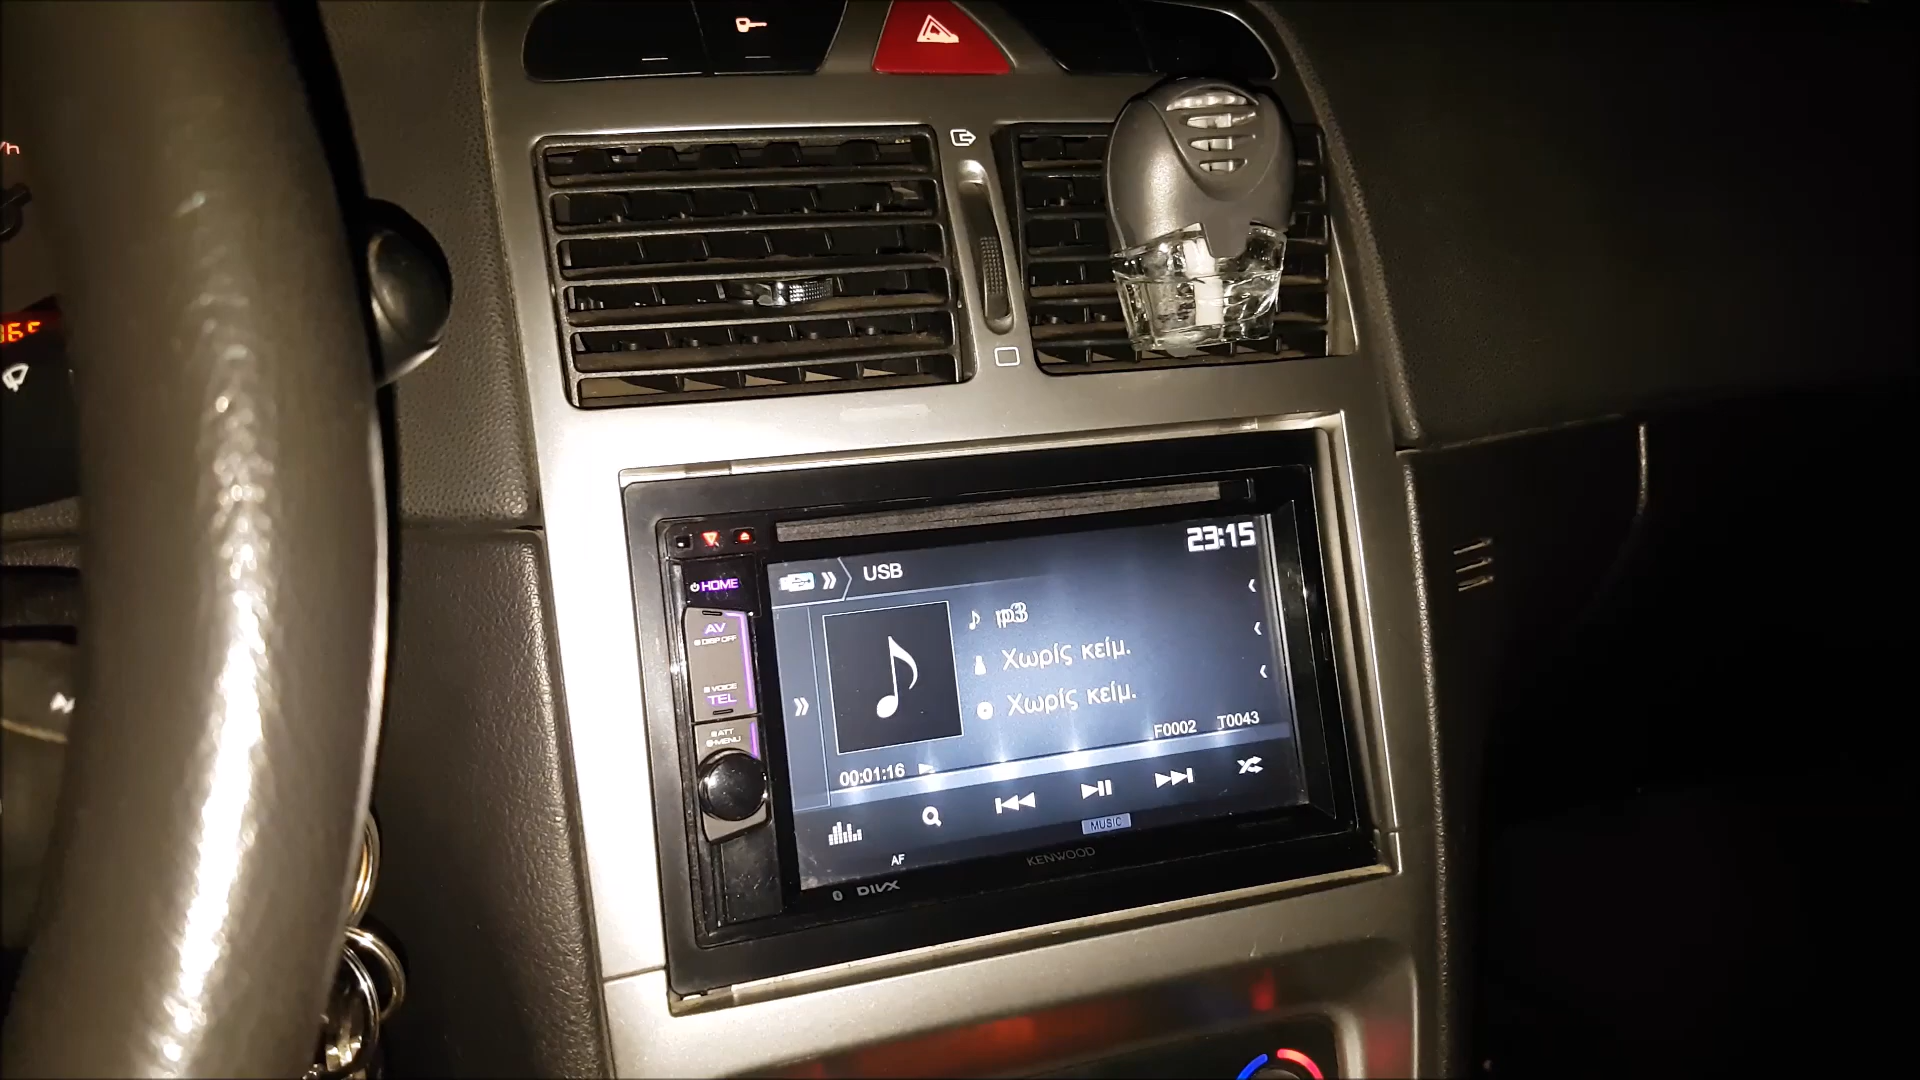 /h
23:15
HOME
USB
AV
DISP OFF
p3
VOICE
TEL
Χωρίς κείμ.
Χωρίς κείμ.
ATT
MENU
F0002 T0043
00:01:16
MUSIC
AF
KENWOOD
DIVX